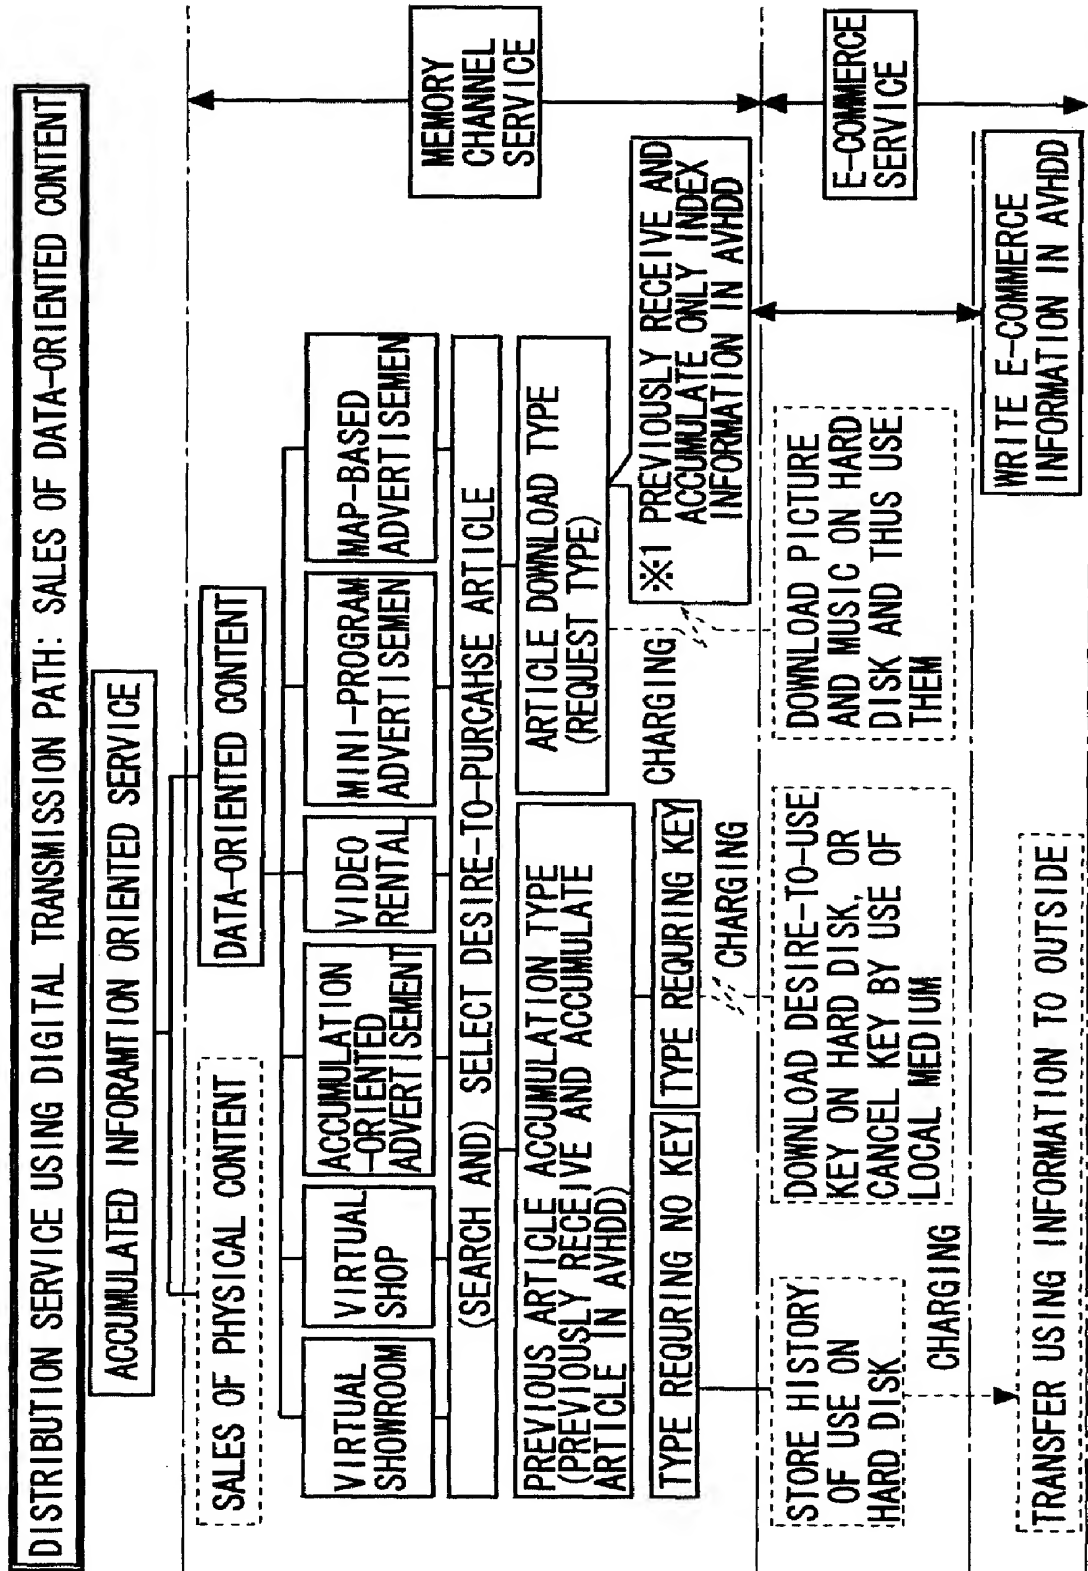 DISTRIBUTION SERVICE USING DIGITAL TRANSMISSION PATH: SALES OF DATA-ORIENTED CONTENT
ACCUMULATED INFORAMTION ORIENTED SERVICE
SALES OF PHYSICAL CONTENT
DATA-ORIENTED CONTENT
VIRTUAL
SHOWROOM
VIRTUAL
SHOP
ACCUMULATION
-ORIENTED
ADVERTISEMENT
VIDEO
RENTAL
MINI-PROGRAM
ADVERTISEMEN
MAP-BASED
ADVERTISEMEN
MEMORY
CHANNEL
SERVICE
(SEARCH AND) SELECT DESIRE-TO-PURCAHSE ARTICLE
PREVIOUS ARTICLE ACCUMULATION TYPE
(PREVIOUSLY RECEIVE AND ACCUMULATE
ARTICLE IN AVHDD)
ARTICLE DOWNLOAD TYPE
(REQUEST TYPE)
※1 PREVIOUSLY RECEIVE AND
ACCUMULATE ONLY INDEX
INFORMATION IN AVHDD
TYPE REQURING NO KEY
TYPE REQURING KEY
CHARGING
CHARGING
STORE HISTORY
OF USE ON
HARD DISK
DOWNLOAD DESIRE-TO-USE
KEY ON HARD DISK, OR
CANCEL KEY BY USE OF
LOCAL MEDIUM
DOWNLOAD PICTURE
AND MUSIC ON HARD
DISK AND THUS USE
THEM
E-COMMERCE
SERVICE
CHARGING
WRITE E-COMMERCE
INFORMATION IN AVHDD
TRANSFER USING INFORMATION TO OUTSIDE